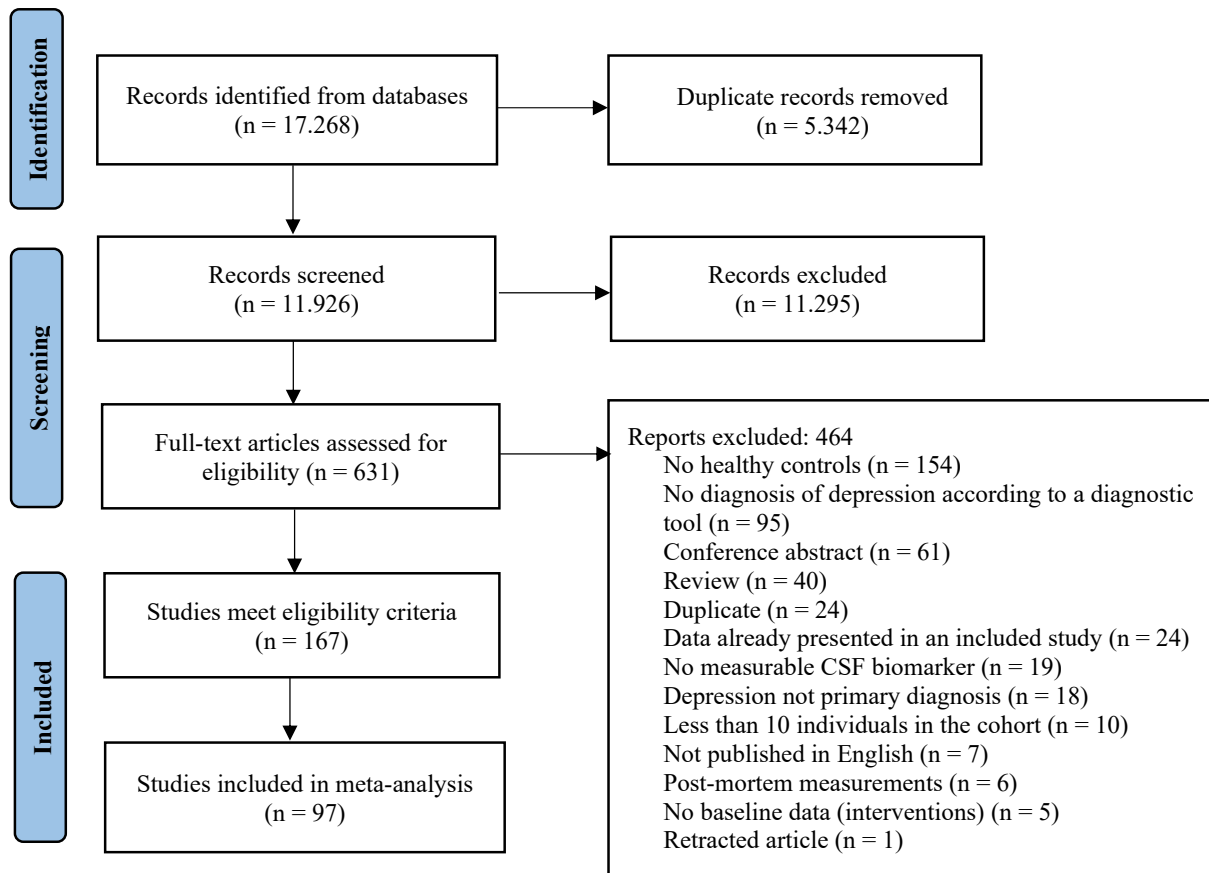 Identification
Records identified from databases
(n = 17.268)
Duplicate records removed
(n = 5.342)
Screening
Records screened
(n = 11.926)
Records excluded
(n = 11.295)
Full-text articles assessed for
eligibility (n = 631)
Reports excluded: 464
No healthy controls (n = 154)
No diagnosis of depression according to a diagnostic
tool (n = 95)
Conference abstract (n = 61)
Review (n = 40)
Duplicate (n = 24)
Data already presented in an included study (n = 24)
No measurable CSF biomarker (n = 19)
Depression not primary diagnosis (n = 18)
Less than 10 individuals in the cohort (n = 10)
Not published in English (n = 7)
Post-mortem measurements (n = 6)
No baseline data (interventions) (n = 5)
Retracted article (n = 1)
Included
Studies meet eligibility criteria
(n = 167)
Studies included in meta-analysis
(n = 97)